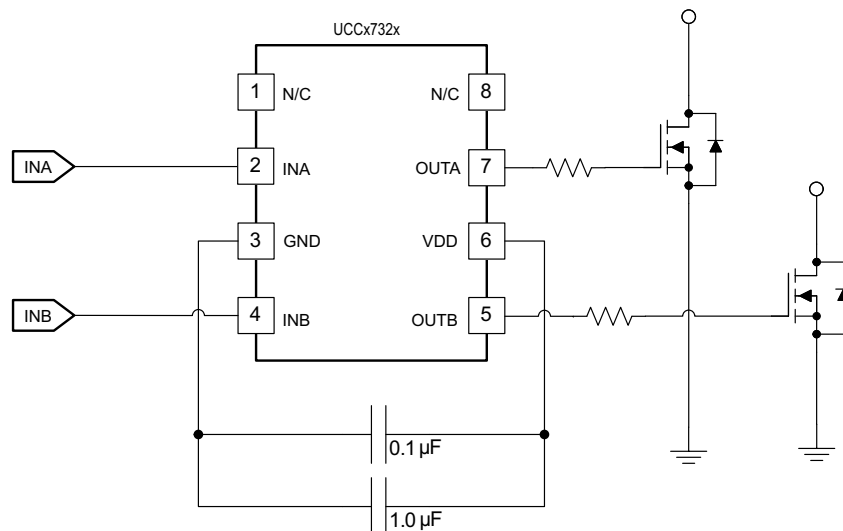 UCCx732x
1 N/C N/C 8
INA 2 INA OUTA 7
3 GND VDD 6
INB 4 INB OUTB 5
0.1 µF
1.0 µF